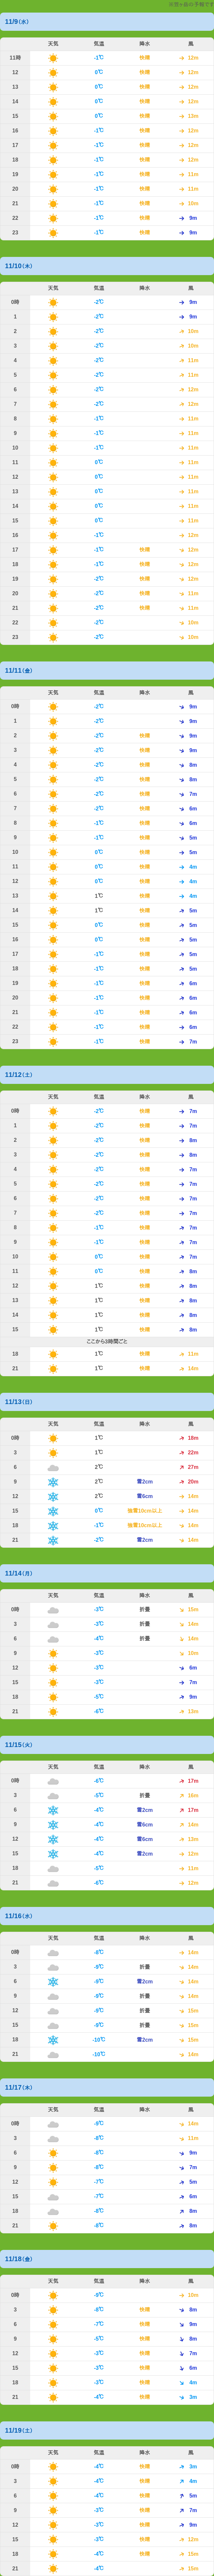 11/9(水)
天気 気温 降水 風
11時 -1℃ 快晴 12m
12 0℃ 快晴 12m
13 0℃ 快晴 12m
14 0℃ 快晴 12m
15 0℃ 快晴 13m
16 -1℃ 快晴 12m
17 -1℃ 快晴 12m
18 -1℃ 快晴 12m
19 -1℃ 快晴 11m
20 -1℃ 快晴 11m
21 -1℃ 快晴 10m
22 -1℃ 快晴 9m
23 -1℃ 快晴 9m
11/10(木)
天気 気温 降水 風
0時 -2℃ 9m
1 -2℃ 9m
2 -2℃ 10m
3 -2℃ 10m
4 -2℃ 11m
5 -2℃ 11m
6 -2℃ 12m
7 -2℃ 12m
8 -1℃ 11m
9 -1℃ 11m
10 -1℃ 11m
11 0℃ 11m
12 0℃ 11m
13 0℃ 11m
14 0℃ 11m
15 0℃ 11m
16 -1℃ 12m
17 -1℃ 快晴 12m
18 -1℃ 快晴 12m
19 -2℃ 快晴 12m
20 -2℃ 快晴 11m
21 -2℃ 快晴 11m
22 -2℃ 10m
23 -2℃ 10m
11/11(金)
天気 気温 降水 風
0時 -2℃ 9m
1 -2℃ 9m
2 -2℃ 快晴 9m
3 -2℃ 快晴 9m
4 -2℃ 快晴 8m
5 -2℃ 快晴 8m
6 -2℃ 快晴 7m
7 -2℃ 快晴 6m
8 -1℃ 快晴 6m
9 -1℃ 快晴 5m
10 0℃ 快晴 5m
11 0℃ 快晴 4m
12 0℃ 快晴 4m
13 1℃ 快晴 4m
14 1℃ 快晴 5m
15 0℃ 快晴 5m
16 0℃ 快晴 5m
17 -1℃ 快晴 5m
18 -1℃ 快晴 5m
19 -1℃ 快晴 6m
20 -1℃ 快晴 6m
21 -1℃ 快晴 6m
22 -1℃ 快晴 6m
23 -1℃ 快晴 7m
11/12(土)
天気 気温 降水 風
0時 -2℃ 快晴 7m
1 -2℃ 快晴 7m
2 -2℃ 快晴 8m
3 -2℃ 快晴 8m
4 -2℃ 快晴 7m
5 -2℃ 快晴 7m
6 -2℃ 快晴 7m
7 -2℃ 快晴 7m
8 -1℃ 快晴 7m
9 -1℃ 快晴 7m
10 0℃ 快晴 7m
11 0℃ 快晴 8m
12 1℃ 快晴 8m
13 1℃ 快晴 8m
14 1℃ 快晴 8m
15 1℃ 快晴 8m
ここから3時間ごと
18 1℃ 快晴 11m
21 1℃ 快晴 14m
11/13(日)
天気 気温 降水 風
0時 1℃ 18m
3 1℃ 22m
6 2℃ 27m
9 2℃ 雪2cm 20m
12 2℃ 雪6cm 14m
15 0℃ 強雪10cm以上 14m
18 -1℃ 強雪10cm以上 14m
21 -2℃ 雪2cm 14m
11/14(月)
天気 気温 降水 風
0時 -3℃ 折曇 15m
3 -3℃ 折曇 14m
6 -4℃ 折曇 14m
9 -3℃ 10m
12 -3℃ 6m
15 -3℃ 7m
18 -5℃ 9m
21 -6℃ 13m
11/15(火)
天気 気温 降水 風
0時 -6℃ 17m
3 -5℃ 折曇 16m
6 -4℃ 雪2cm 17m
9 -4℃ 雪6cm 14m
12 -4℃ 雪6cm 13m
15 -4℃ 雪2cm 12m
18 -5℃ 11m
21 -6℃ 12m
11/16(水)
天気 気温 降水 風
0時 -8℃ 14m
3 -9℃ 折曇 14m
6 -9℃ 雪2cm 14m
9 -9℃ 折曇 14m
12 -9℃ 折曇 15m
15 -9℃ 折曇 15m
18 -10℃ 雪2cm 15m
21 -10℃ 14m
11/17(木)
天気 気温 降水 風
0時 -9℃ 14m
3 -8℃ 11m
6 -8℃ 9m
9 -8℃ 7m
12 -7℃ 5m
15 -7℃ 6m
18 -8℃ 8m
21 -8℃ 8m
11/18(金)
天気 気温 降水 風
0時 -9℃ 10m
3 -8℃ 快晴 8m
6 -7℃ 快晴 9m
9 -5℃ 快晴 8m
12 -3℃ 快晴 7m
15 -3℃ 快晴 6m
18 -3℃ 快晴 4m
21 -4℃ 快晴 3m
11/19(土)
天気 気温 降水 風
0時 -4℃ 快晴 3m
3 -4℃ 快晴 4m
6 -4℃ 快晴 5m
9 -3℃ 快晴 7m
12 -3℃ 快晴 9m
15 -3℃ 快晴 12m
18 -4℃ 快晴 15m
21 -4℃ 15m